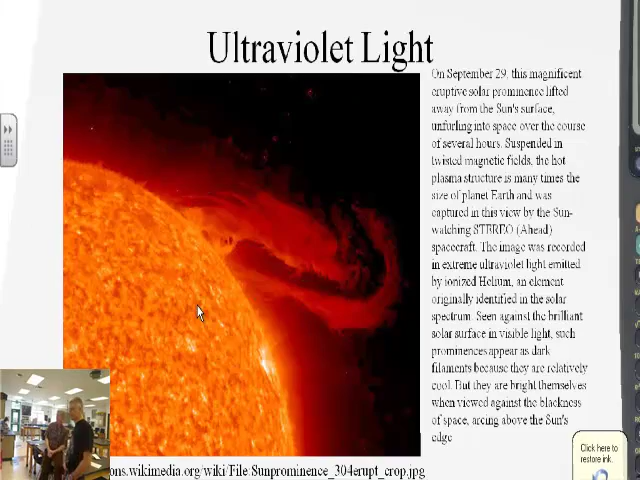 Ultraviolet Light
On September 29, this magnificent
eruptive solar prominence lifted
away from the Sun's surface,
unfurling into space over the course
of several hours. Suspended in
twisted magnetic fields, the hot
plasma structure is many times the
size of planet Earth and was
captured in this view by the Sun-
watching STEREO (Ahead)
spacecraft. The image was recorded
in extreme ultraviolet light emitted
by ionized Helium, an element
originally identified in the solar
spectrum. Seen against the brilliant
solar surface in visible light, such
prominences appear as dark
filaments because they are relatively
cool. But they are bright themselves
when viewed against the blackness
of space, arcing above the Sun's
edge
Click here to
restore ink.
ons.wikimedia.org/wiki/File:Sunprominence_304erupt_crop.jpg